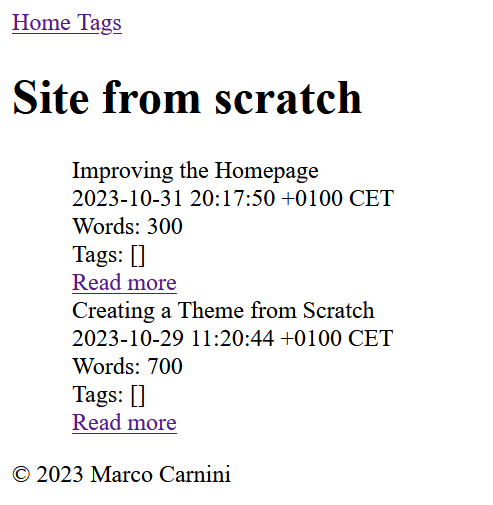 Home Tags
Site from scratch
Improving the Homepage
2023-10-31 20:17:50 +0100 CET
Words: 300
Tags: []
Read more
Creating a Theme from Scratch
2023-10-29 11:20:44 +0100 CET
Words: 700
Tags: []
Read more
© 2023 Marco Carnini